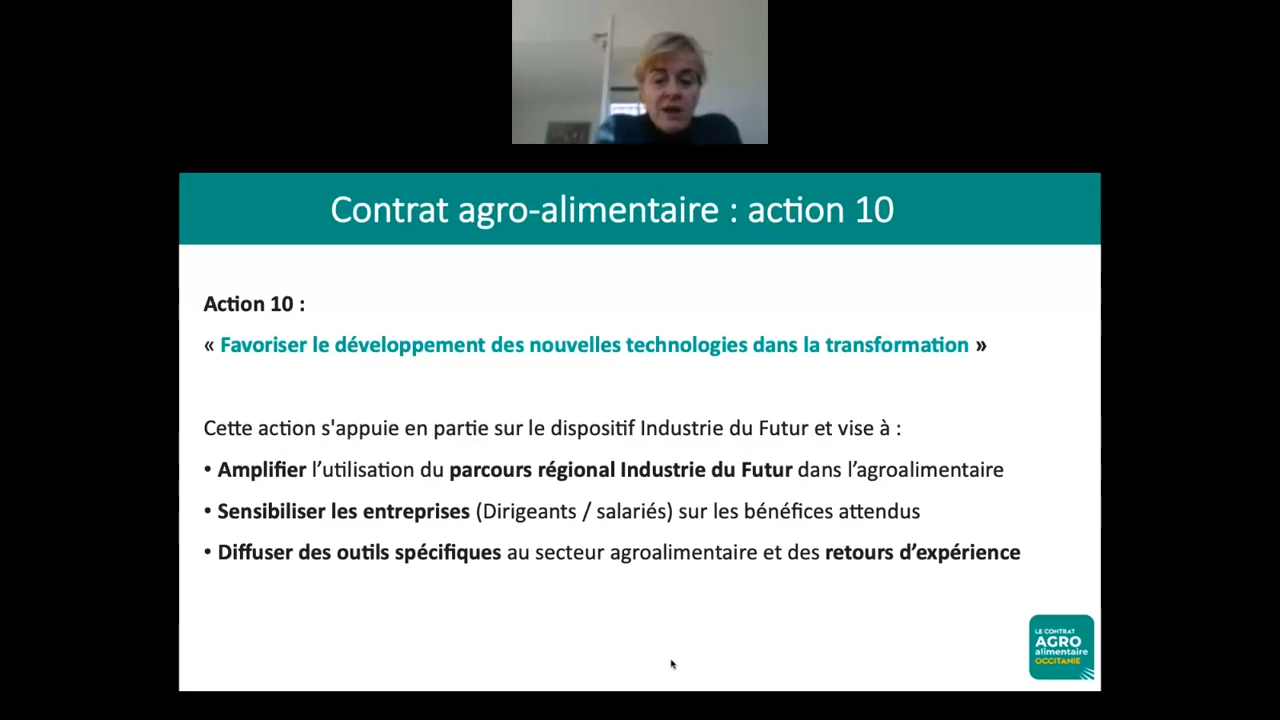 Contrat agro-alimentaire : action 10
Action 10 :
« Favoriser le développement des nouvelles technologies dans la transformation »
Cette action s'appuie en partie sur le dispositif Industrie du Futur et vise à :
• Amplifier l’utilisation du parcours régional Industrie du Futur dans l’agroalimentaire
• Sensibiliser les entreprises (Dirigeants / salariés) sur les bénéfices attendus
• Diffuser des outils spécifiques au secteur agroalimentaire et des retours d’expérience
LE CONTRAT
AGRO
alimentaire
OCCITANIE